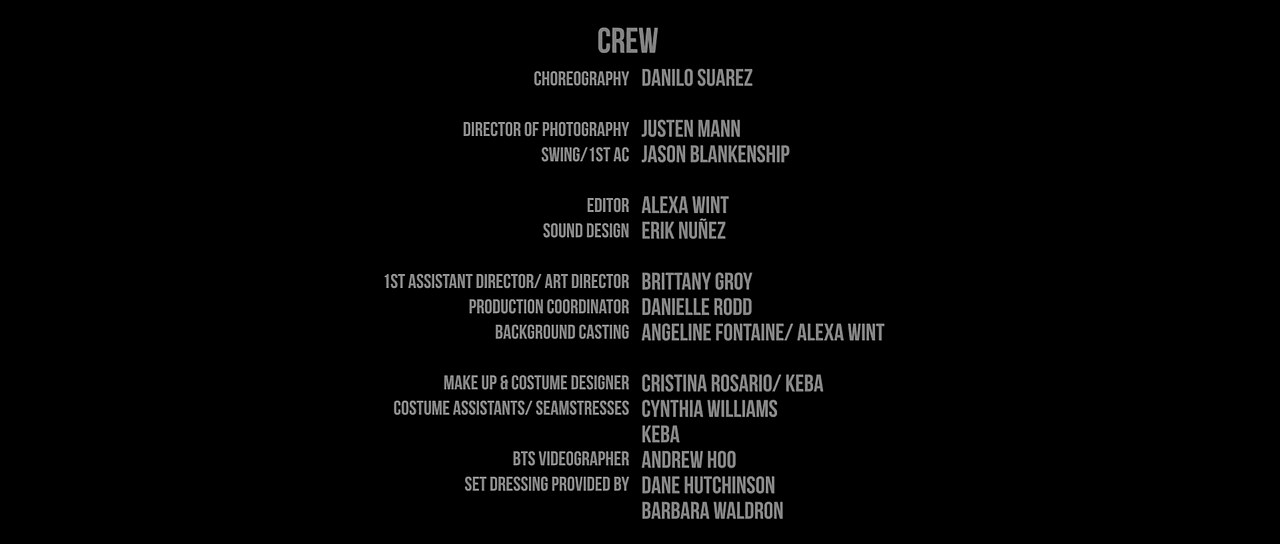 CREW
CHOREOGRAPHY DANILO SUAREZ
DIRECTOR OF PHOTOGRAPHY JUSTEN MANN
SWING/1ST AC JASON BLANKENSHIP
EDITOR ALEXA WINT
SOUND DESIGN ERIK NUÑEZ
1ST ASSISTANT DIRECTOR/ ART DIRECTOR BRITTANY GROY
PRODUCTION COORDINATOR DANIELLE RODD
BACKGROUND CASTING ANGELINE FONTAINE/ ALEXA WINT
MAKE UP & COSTUME DESIGNER CRISTINA ROSARIO/ KEBA
COSTUME ASSISTANTS/ SEAMSTRESSES CYNTHIA WILLIAMS
KEBA
BTS VIDEOGRAPHER ANDREW HOO
SET DRESSING PROVIDED BY DANE HUTCHINSON
BARBARA WALDRON